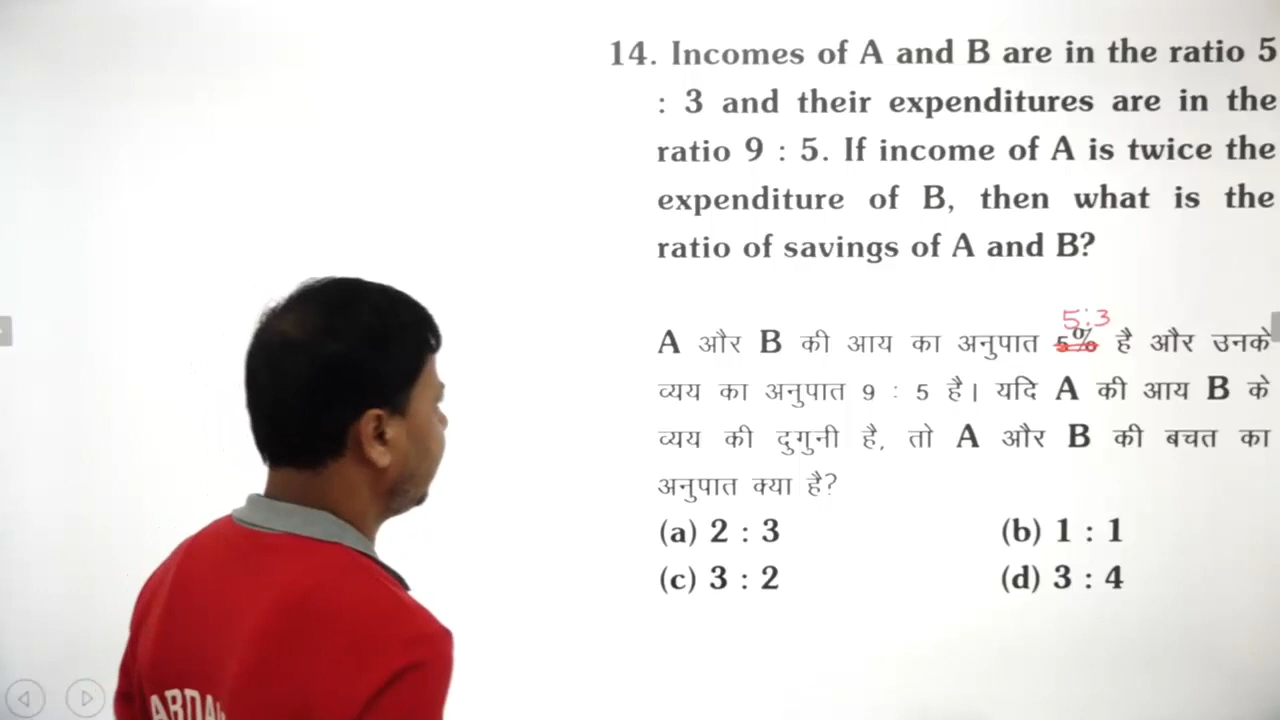 14. Incomes of A and B are in the ratio 5
: 3 and their expenditures are in the
ratio 9 : 5. If income of A is twice the
expenditure of B, then what is the
ratio of savings of A and B?
5:3
A और B की आय का अनुपात 5% है और उनके
व्यय का अनुपात 9 : 5 है। यदि A की आय B के
व्यय की दुगुनी है, तो A और B की बचत का
अनुपात क्या है?
(a) 2 : 3 (b) 1 : 1
(c) 3 : 2 (d) 3 : 4